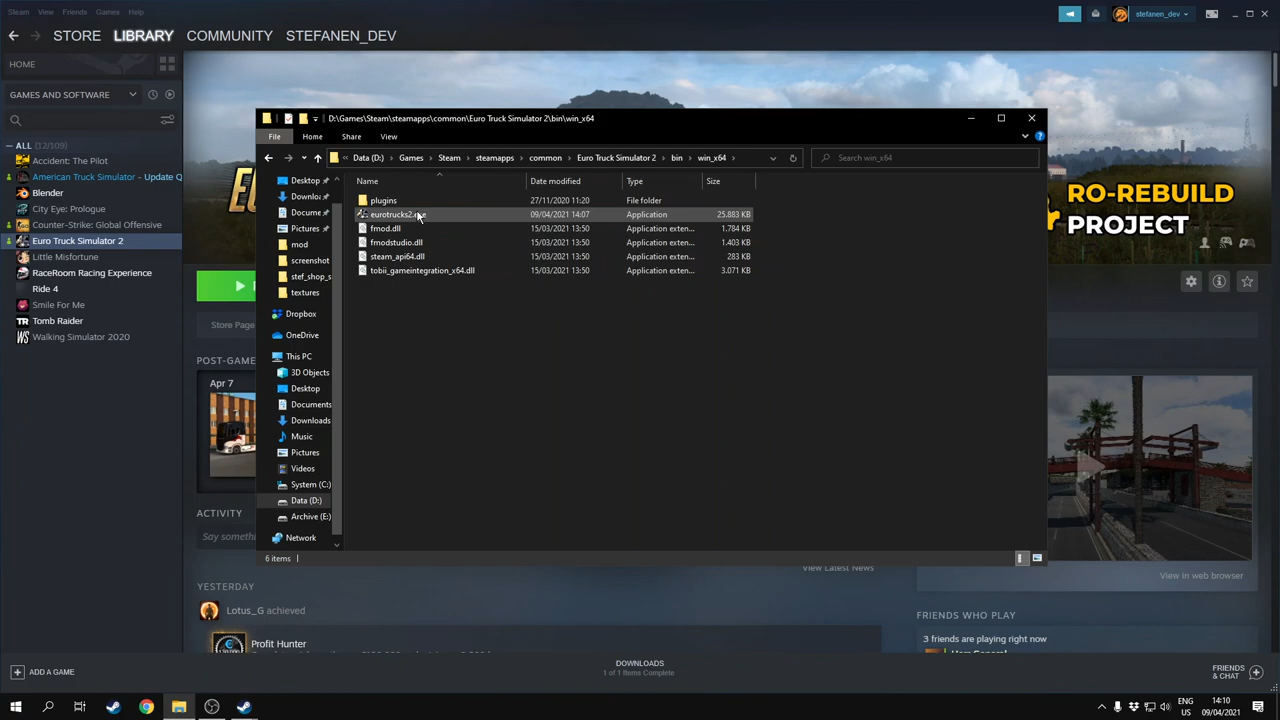 Steam View Friends Games Help
stefanen_dev
STORE LIBRARY COMMUNITY STEFANEN_DEV
HOME
GAMES AND SOFTWARE
ALL (12/109)
Accident: The Pilot
American Truck Simulator - Update Q
Blender
City Eye: Prologue
Counter-Strike: Global Offensive
Euro Truck Simulator 2
Little Misfortune
RaceRoom Racing Experience
Ride 4
Smile For Me
Tomb Raider
Walking Simulator 2020
ADD A GAME
D:\Games\Steam\steamapps\common\Euro Truck Simulator 2\bin\win_x64
File Home Share View
Data (D:) Games Steam steamapps common Euro Truck Simulator 2 bin win_x64
Search win_x64
Desktop
Downloa
Docume
Pictures
mod
screenshot
stef_shop_s
textures
Dropbox
OneDrive
This PC
3D Objects
Desktop
Documents
Downloads
Music
Pictures
Videos
System (C:)
Data (D:)
Archive (E:)
Network
Name Date modified Type Size
plugins 27/11/2020 11:20 File folder
eurotrucks2.exe 09/04/2021 14:07 Application 25.883 KB
fmod.dll 15/03/2021 13:50 Application exten... 1.784 KB
fmodstudio.dll 15/03/2021 13:50 Application exten... 1.403 KB
steam_api64.dll 15/03/2021 13:50 Application exten... 283 KB
tobii_gameintegration_x64.dll 15/03/2021 13:50 Application exten... 3.071 KB
6 items
RO-REBUILD
PROJECT
Store Page
POST-GAME
Apr 7
ACTIVITY
Say somethi
View Latest News
View in web browser
YESTERDAY
Lotus_G achieved
Profit Hunter
FRIENDS WHO PLAY
3 friends are playing right now
DOWNLOADS
1 of 1 Items Complete
FRIENDS
& CHAT
ENG
US
14:10
09/04/2021